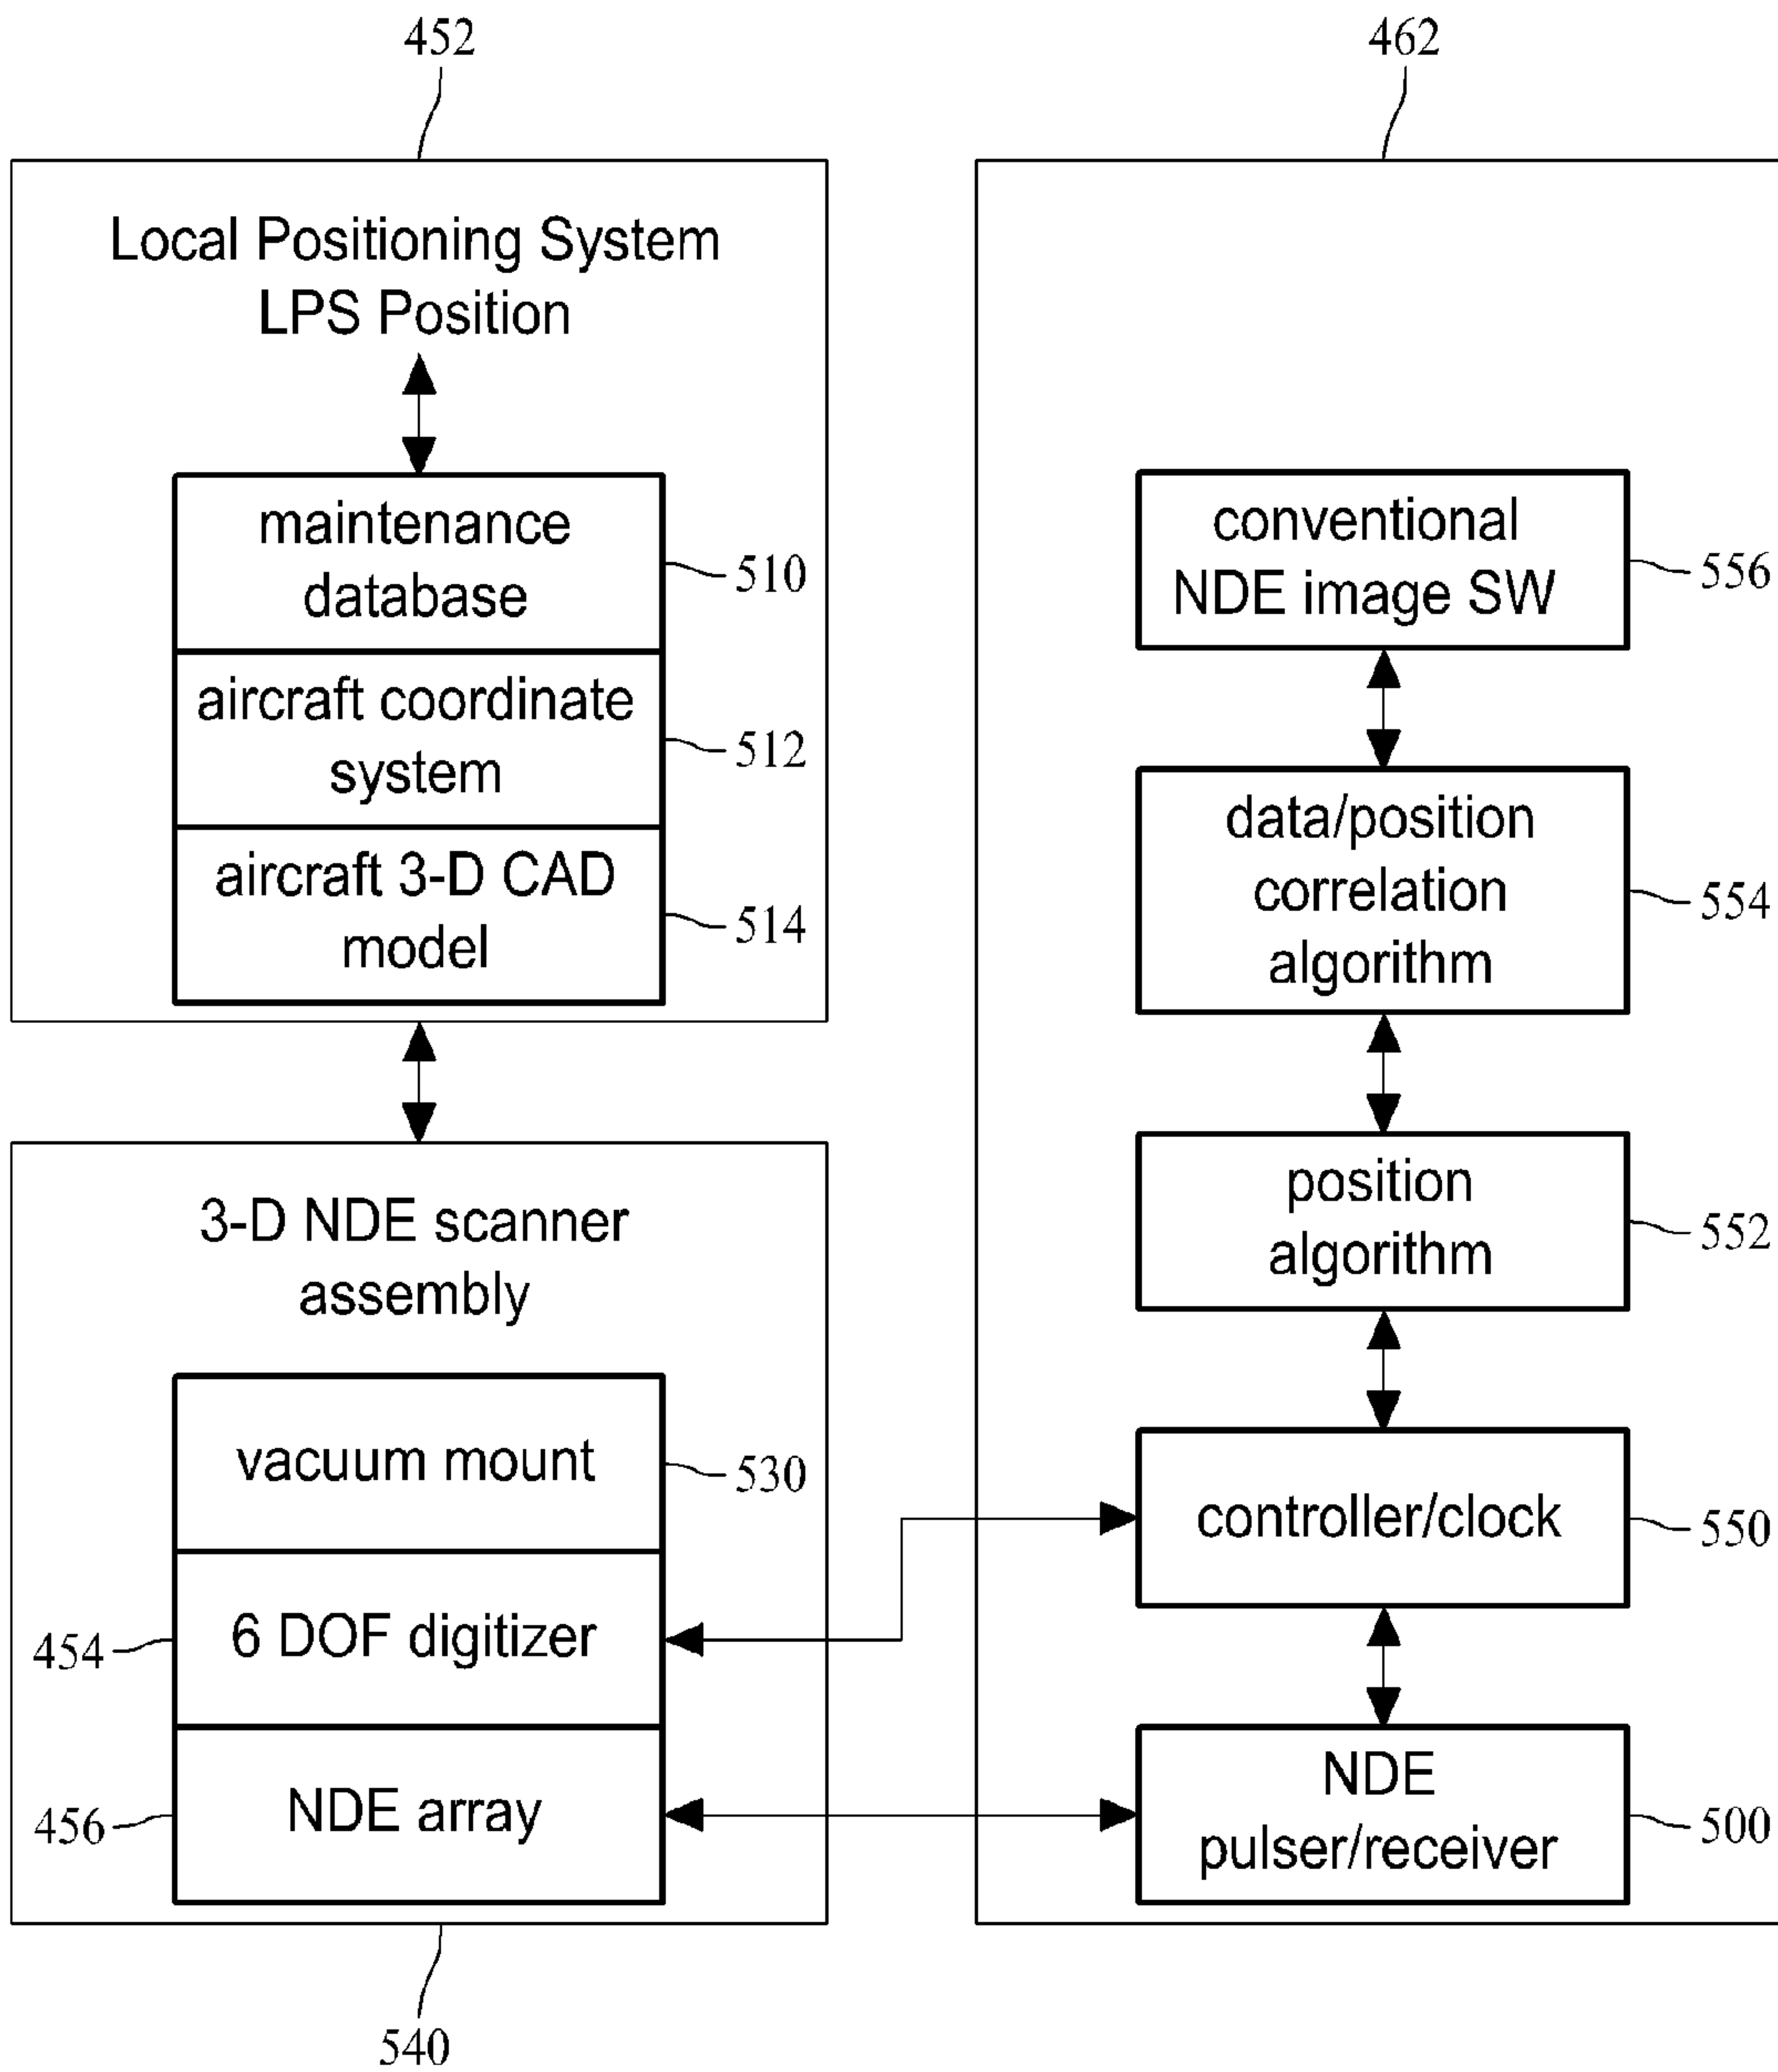 452
462
Local Positioning System
LPS Position
maintenance
database
510
aircraft coordinate
system
512
aircraft 3-D CAD
model
514
3-D NDE scanner
assembly
vacuum mount
530
6 DOF digitizer
454
NDE array
456
540
conventional
NDE image SW
556
data/position
correlation
algorithm
554
position
algorithm
552
controller/clock
550
NDE
pulser/receiver
500